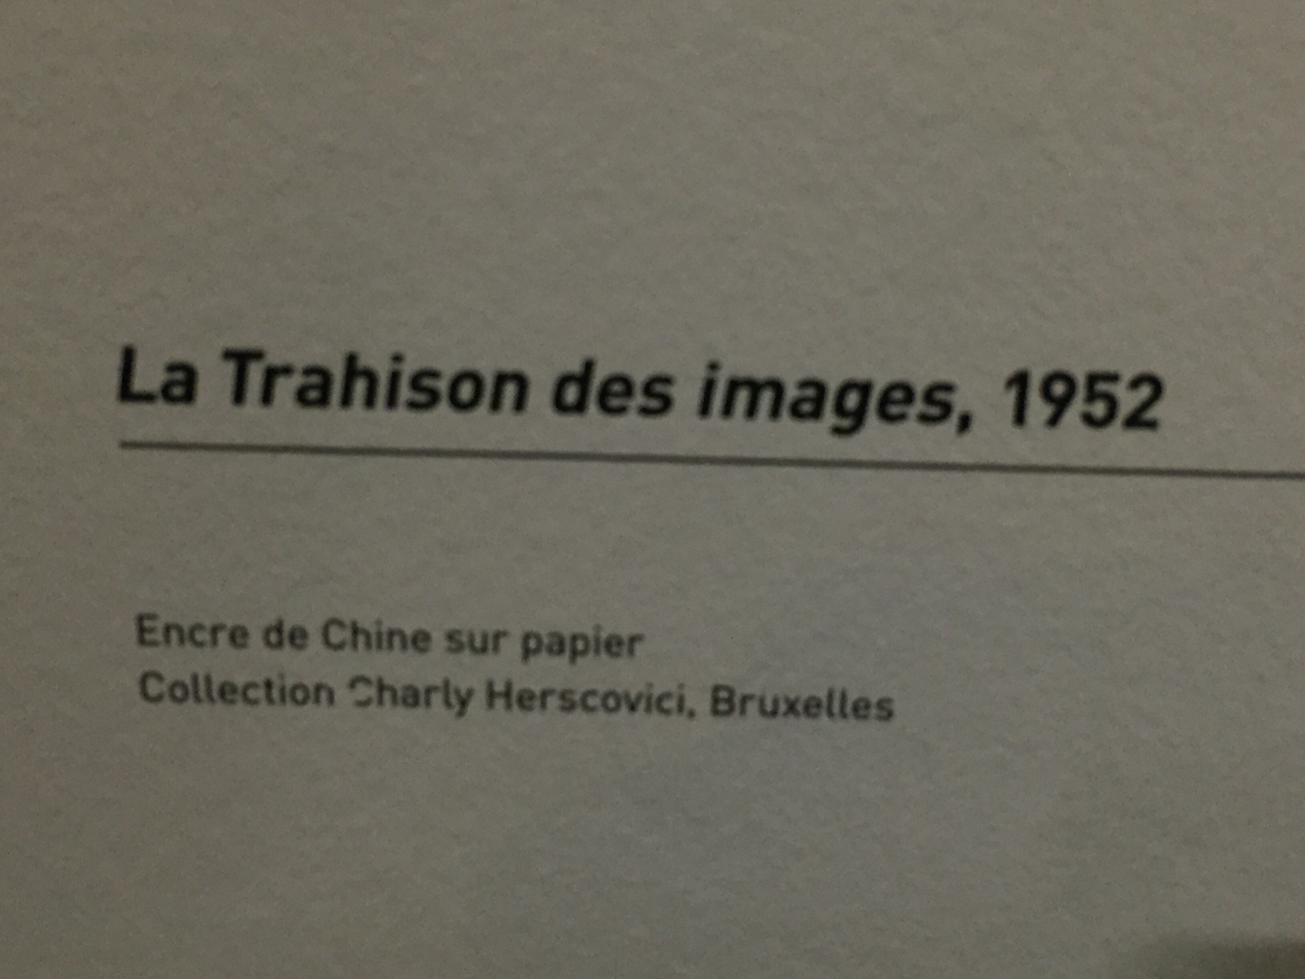 La Trahison des images, 1952
Encre de Chine sur papier
Collection Charly Herscovici, Bruxelles